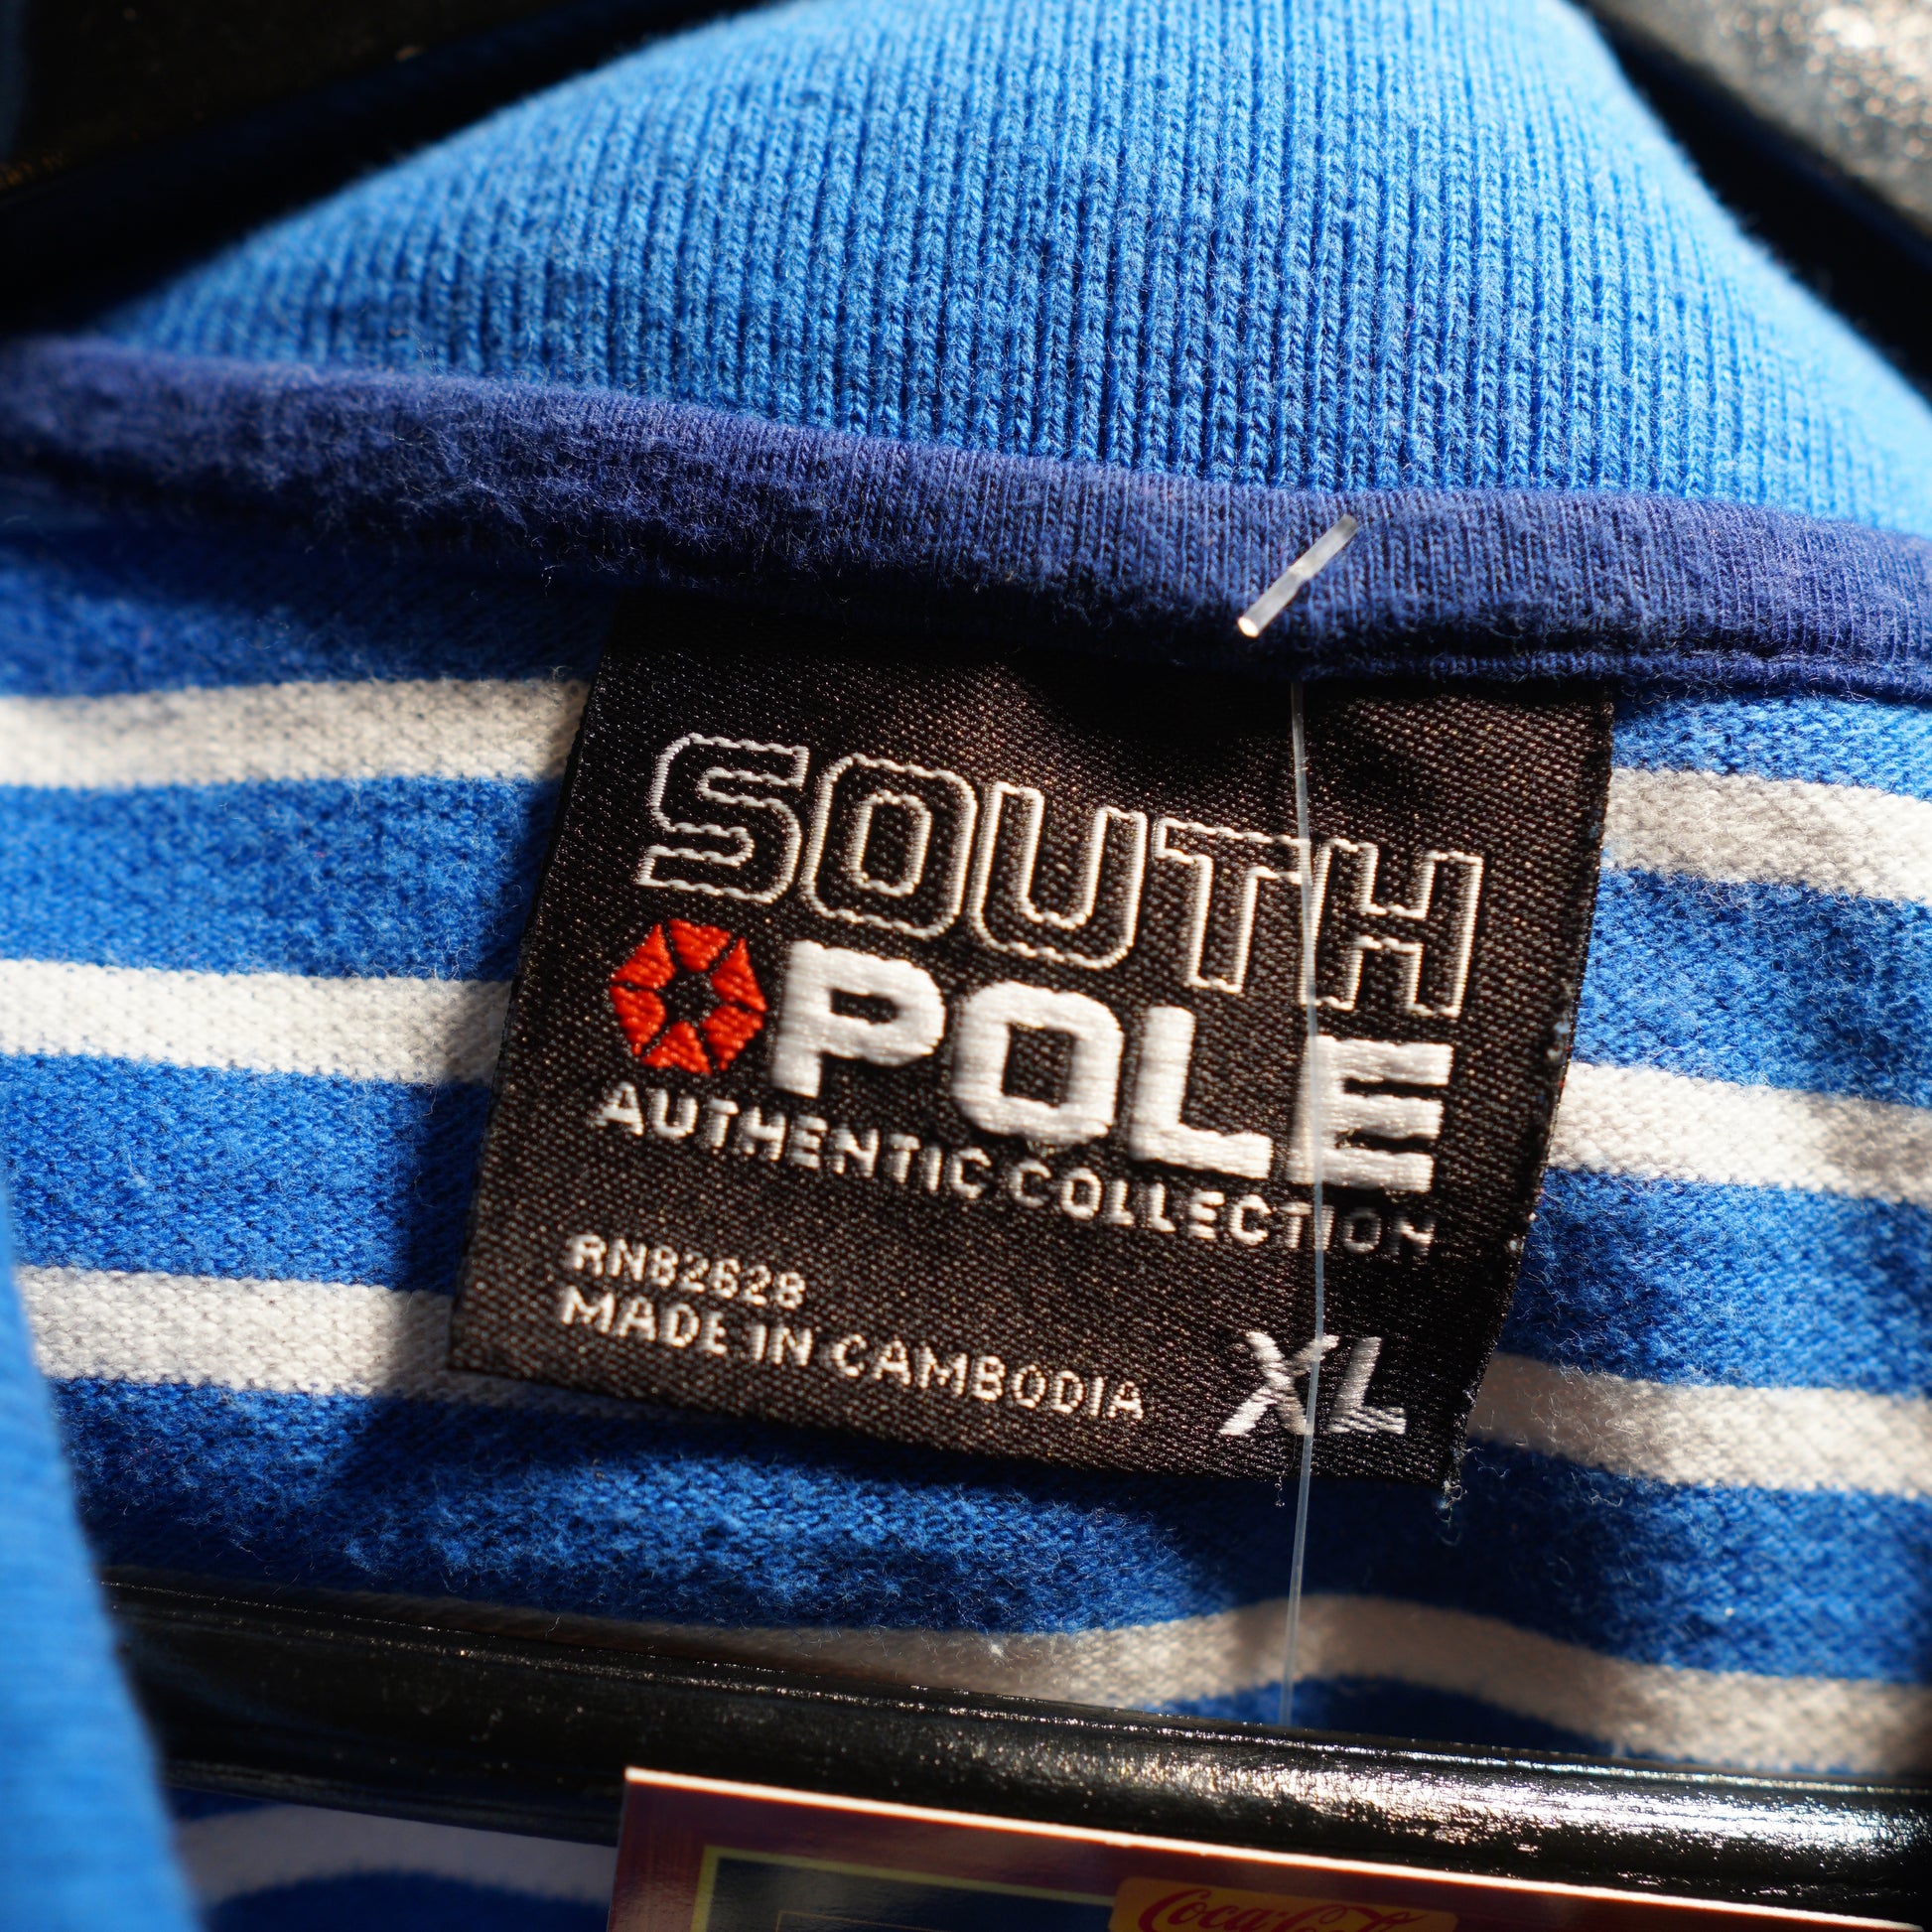 SOUTH
POLE
AUTHENTIC COLLECTION
RN82628
MADE IN CAMBODIA
XL
Coca-Cola